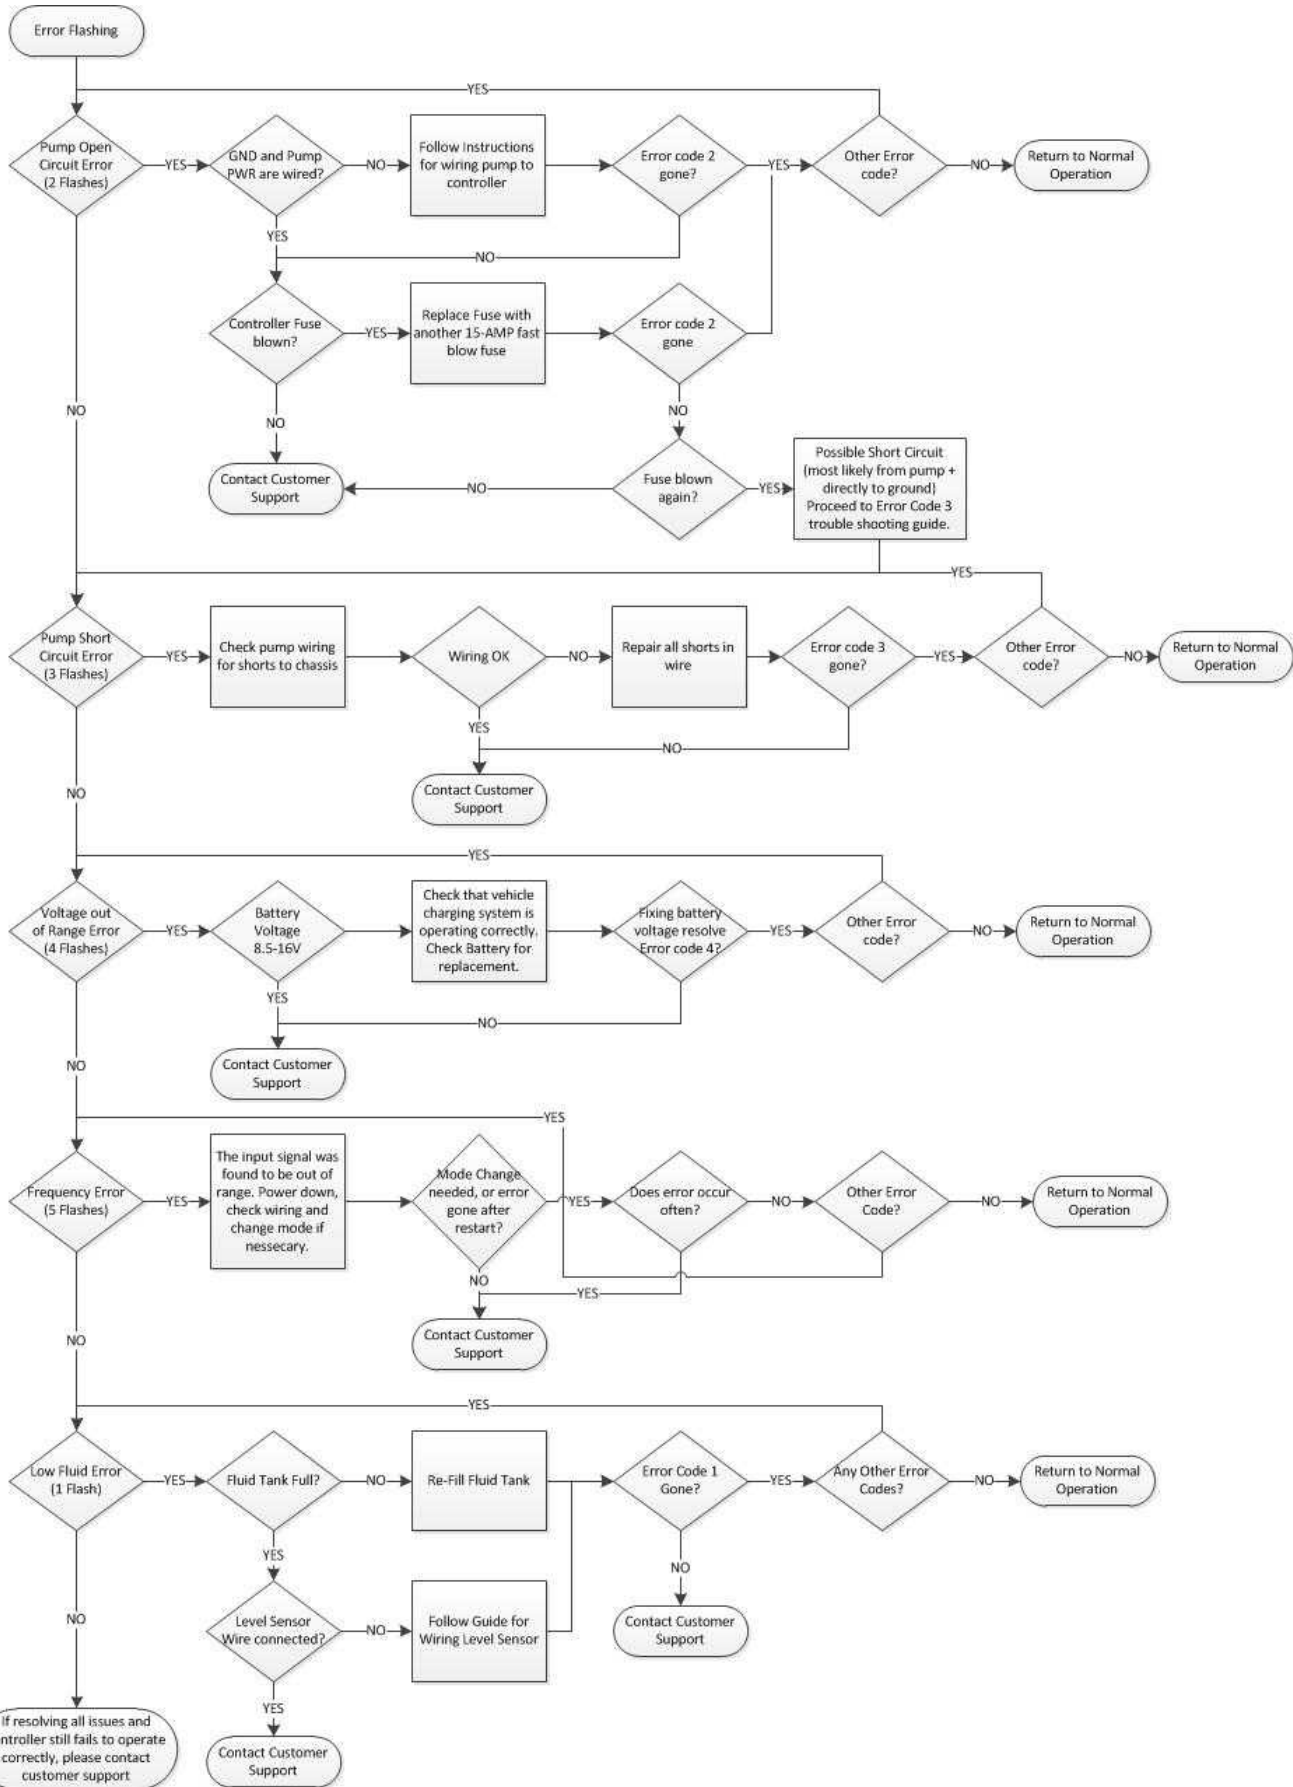 Error Flashing
YES
Pump Open
Circuit Error
(2 Flashes)
YES
GND and Pump
PWR are wired?
NO
Follow Instructions
for wiring pump to
controller
Error code 2
gone?
YES
Other Error
code?
NO
Return to Normal
Operation
YES
NO
Controller Fuse
blown?
YES
Replace Fuse with
another 15-AMP fast
blow fuse
Error code 2
gone
NO
NO
NO
Contact Customer
Support
NO
Fuse blown
again?
YES
Possible Short Circuit
(most likely from pump +
directly to ground)
Proceed to Error Code 3
trouble shooting guide.
YES
Pump Short
Circuit Error
(3 Flashes)
YES
Check pump wiring
for shorts to chassis
Wiring OK
NO
Repair all shorts in
wire
Error code 3
gone?
YES
Other Error
code?
NO
Return to Normal
Operation
YES
NO
Contact Customer
Support
NO
YES
Voltage out
of Range Error
(4 Flashes)
YES
Battery
Voltage
8.5-16V
Check that vehicle
charging system is
operating correctly.
Check Battery for
replacement.
Fixing battery
voltage resolve
Error code 4?
YES
Other Error
code?
NO
Return to Normal
Operation
YES
NO
Contact Customer
Support
NO
YES
Frequency Error
(5 Flashes)
YES
The input signal was
found to be out of
range. Power down,
check wiring and
change mode if
nessecary.
Mode Change
needed, or error
gone after
restart?
YES
Does error occur
often?
NO
Other Error
Code?
NO
Return to Normal
Operation
NO
YES
Contact Customer
Support
NO
YES
Low Fluid Error
(1 Flash)
YES
Fluid Tank Full?
NO
Re-Fill Fluid Tank
Error Code 1
Gone?
YES
Any Other Error
Codes?
NO
Return to Normal
Operation
YES
NO
NO
Level Sensor
Wire connected?
NO
Follow Guide for
Wiring Level Sensor
Contact Customer
Support
YES
If resolving all issues and
ntroller still fails to operate
correctly, please contact
customer support
Contact Customer
Support